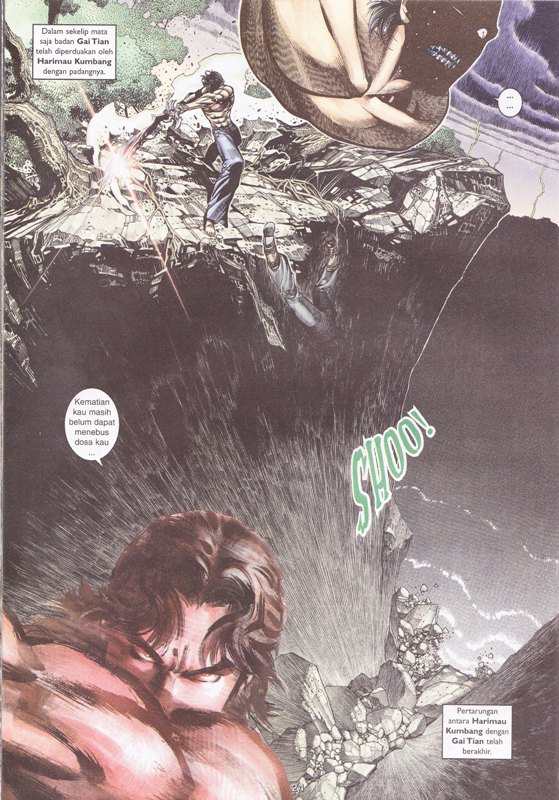 Dalam sekelip mata
saja badan Gai Tian
telah diperduakan oleh
Harimau Kumbang
dengan padangnya.
...
...
Kematian
kau masih
belum dapat
menebus
dosa kau
...
SHOO!
Pertarungan
antara Harimau
Kumbang dengan
Gai Tian telah
berakhir.